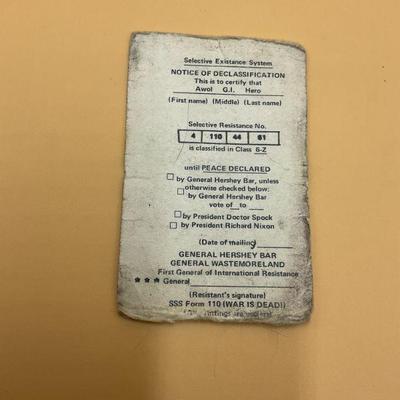 Selective Existance System
NOTICE OF DECLASSIFICATION
This is to certify that
Awol G.I. Hero
(First name) (Middle) (Last name)
Selective Resistance No.
4 110 44 61
is classified in Class 6-Z
until PEACE DECLARED
by General Hershey Bar, unless
otherwise checked below:
by General Hershey Bar
vote of to
by President Doctor Spock
by President Richard Nixon
(Date of mailing)
GENERAL HERSHEY BAR
GENERAL WASTEMORELAND
First General of International Resistance
★ ★ ★ General
(Resistant's signature)
SSS Form 110 (WAR IS DEAD!)